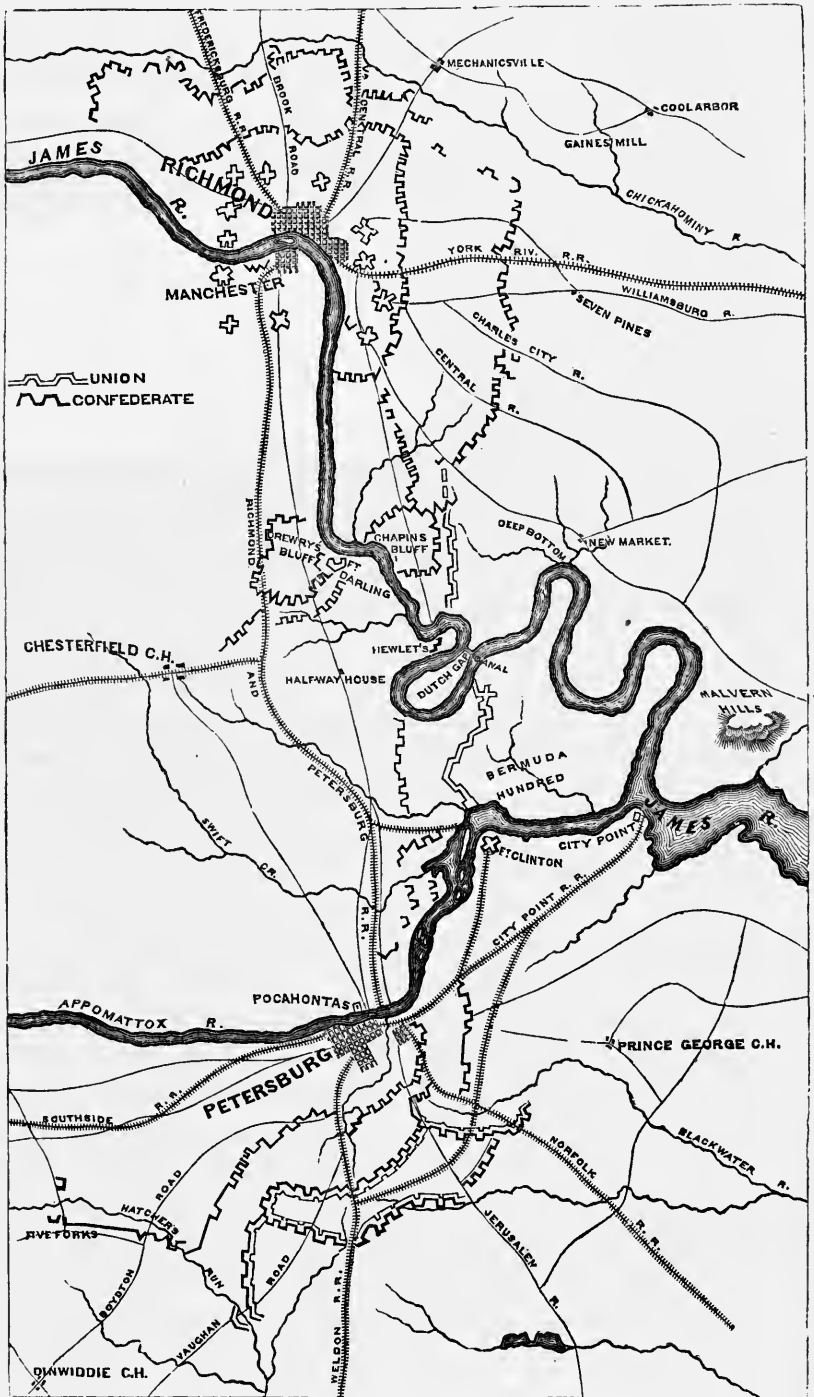 FREDERICKSBURG R.R.
BROOK ROAD
VA CENTRAL R.R.
MECHANICSVILLE
COOL ARBOR
GAINES MILL
JAMES R.
RICHMOND
CHICKAHOMINY R
YORK RIV. R.R.
MANCHESTER
WILLIAMSBURG R.
SEVEN PINES
CHARLES CITY R.
CENTRAL R.
UNION
CONFEDERATE
RICHMOND AND PETERSBURG R.R.
DREWRY'S BLUFF
FT DARLING
CHAPINS BLUFF
DEEP BOTTOM
NEW MARKET.
CHESTERFIELD C.H.
HEWLET'S
HALF-WAY HOUSE
DUTCH GAP CANAL
MALVERN HILLS
BERMUDA HUNDRED
SWIFT CR.
JAMES R.
CITY POINT
FT. CLINTON
CITY POINT R.R.
APPOMATTOX R.
POCAHONTAS
PETERSBURG
PRINCE GEORGE C.H.
SOUTHSIDE R.R.
NORFOLK R.R.
BLACKWATER R.
HATCHER'S RUN
FIVE FORKS
BOYDTON ROAD
VAUGHAN ROAD
WELDON R.R.
JERUSALEM R.
DINWIDDIE C.H.